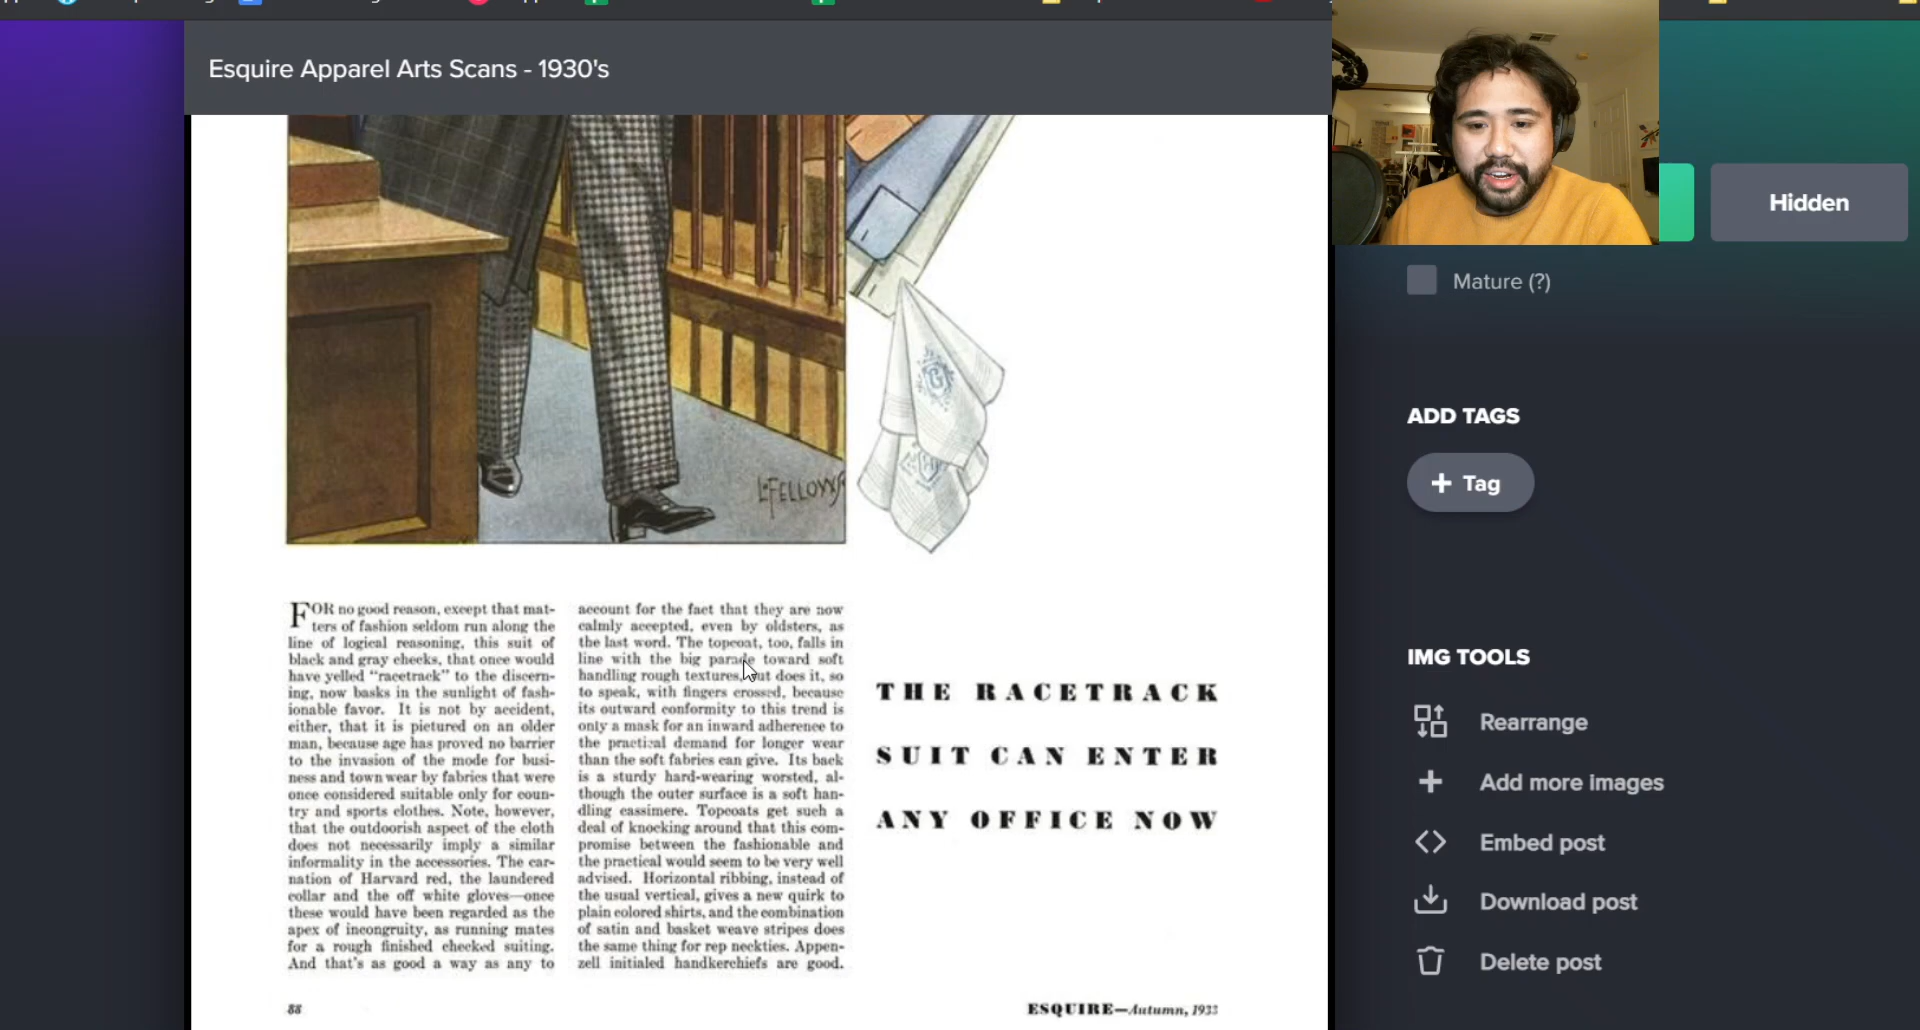 Esquire Apparel Arts Scans - 1930's
Hidden
Mature (?)
ADD TAGS
+ Tag
IMG TOOLS
Rearrange
Add more images
Embed post
Download post
Delete post
L·FELLOWS
G
FOR no good reason, except that mat-
ters of fashion seldom run along the
line of logical reasoning, this suit of
black and gray checks, that once would
have yelled "racetrack" to the discern-
ing, now basks in the sunlight of fash-
ionable favor. It is not by accident,
either, that it is pictured on an older
man, because age has proved no barrier
to the invasion of the mode for busi-
ness and town wear by fabrics that were
once considered suitable only for coun-
try and sports clothes. Note, however,
that the outdoorish aspect of the cloth
does not necessarily imply a similar
informality in the accessories. The car-
nation of Harvard red, the laundered
collar and the off white gloves—once
these would have been regarded as the
apex of incongruity, as running mates
for a rough finished checked suiting.
And that's as good a way as any to
account for the fact that they are now
calmly accepted, even by oldsters, as
the last word. The topcoat, too, falls in
line with the big parade toward soft
handling rough textures, but does it, so
to speak, with fingers crossed, because
its outward conformity to this trend is
only a mask for an inward adherence to
the practical demand for longer wear
than the soft fabrics can give. Its back
is a sturdy hard-wearing worsted, al-
though the outer surface is a soft han-
dling cassimere. Topcoats get such a
deal of knocking around that this com-
promise between the fashionable and
the practical would seem to be very well
advised. Horizontal ribbing, instead of
the usual vertical, gives a new quirk to
plain colored shirts, and the combination
of satin and basket weave stripes does
the same thing for rep neckties. Appen-
zell initialed handkerchiefs are good.
THE RACETRACK
SUIT CAN ENTER
ANY OFFICE NOW
88
ESQUIRE—Autumn, 1933